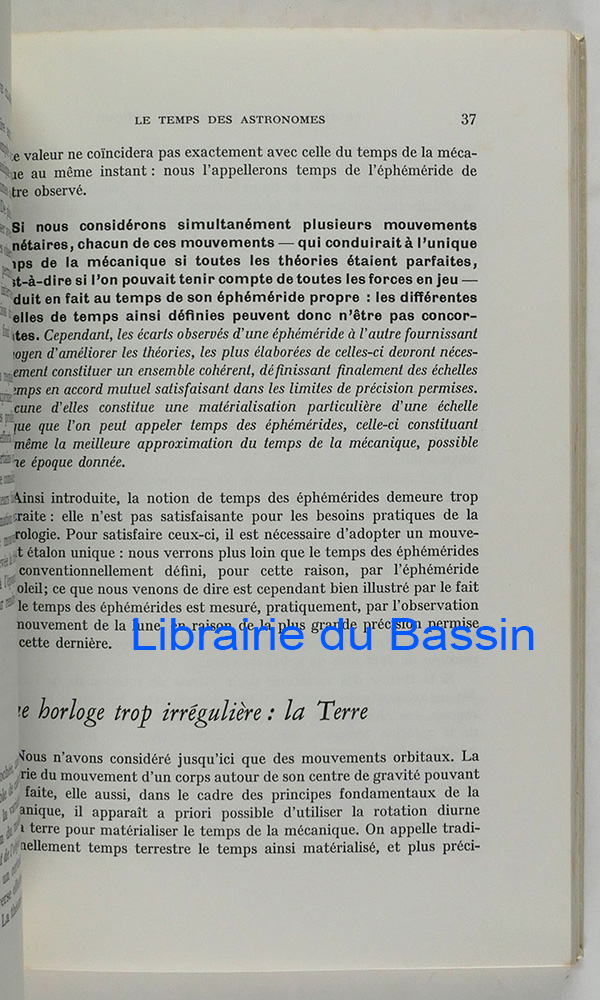 LE TEMPS DES ASTRONOMES 37
e valeur ne coïncidera pas exactement avec celle du temps de la méca-
ue au même instant : nous l'appellerons temps de l'éphéméride de
tre observé.
Si nous considérons simultanément plusieurs mouvements
nétaires, chacun de ces mouvements — qui conduirait à l'unique
ps de la mécanique si toutes les théories étaient parfaites,
t-à-dire si l'on pouvait tenir compte de toutes les forces en jeu —
duit en fait au temps de son éphéméride propre : les différentes
elles de temps ainsi définies peuvent donc n'être pas concor-
tes. Cependant, les écarts observés d'une éphéméride à l'autre fournissant
oyen d'améliorer les théories, les plus élaborées de celles-ci devront néces-
ement constituer un ensemble cohérent, définissant finalement des échelles
emps en accord mutuel satisfaisant dans les limites de précision permises.
cune d'elles constitue une matérialisation particulière d'une échelle
que que l'on peut appeler temps des éphémérides, celle-ci constituant
même la meilleure approximation du temps de la mécanique, possible
ne époque donnée.
Ainsi introduite, la notion de temps des éphémérides demeure trop
raite : elle n'est pas satisfaisante pour les besoins pratiques de la
rologie. Pour satisfaire ceux-ci, il est nécessaire d'adopter un mouve-
t étalon unique : nous verrons plus loin que le temps des éphémérides
conventionnellement défini, pour cette raison, par l'éphéméride
oleil; ce que nous venons de dire est cependant bien illustré par le fait
le temps des éphémérides est mesuré, pratiquement, par l'observation
mouvement de la lune, en raison de la plus grande précision permise
cette dernière.
Librairie du Bassin
e horloge trop irrégulière : la Terre
Nous n'avons considéré jusqu'ici que des mouvements orbitaux. La
rie du mouvement d'un corps autour de son centre de gravité pouvant
faite, elle aussi, dans le cadre des principes fondamentaux de la
anique, il apparaît a priori possible d'utiliser la rotation diurne
a terre pour matérialiser le temps de la mécanique. On appelle tradi-
nellement temps terrestre le temps ainsi matérialisé, et plus préci-